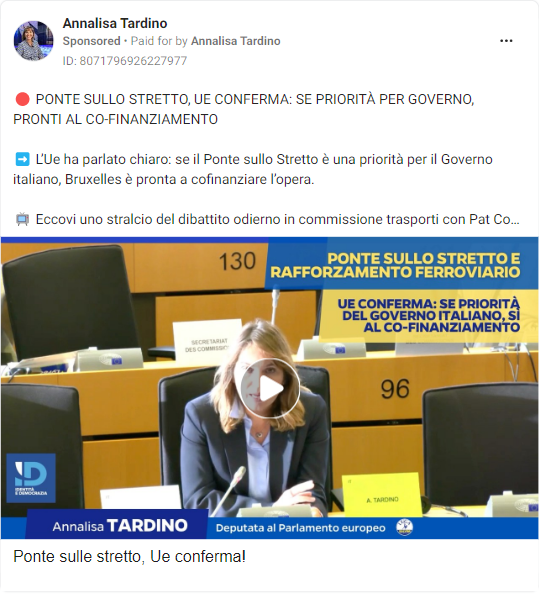 Annalisa Tardino
Sponsored • Paid for by Annalisa Tardino
ID: 8071796926227977
🔴 PONTE SULLO STRETTO, UE CONFERMA: SE PRIORITÀ PER GOVERNO,
PRONTI AL CO-FINANZIAMENTO
➡️ L'Ue ha parlato chiaro: se il Ponte sullo Stretto è una priorità per il Governo
italiano, Bruxelles è pronta a cofinanziare l'opera.
📺 Eccovi uno stralcio del dibattito odierno in commissione trasporti con Pat Co...
130
PONTE SULLO STRETTO E
RAFFORZAMENTO FERROVIARIO
UE CONFERMA: SE PRIORITÀ
DEL GOVERNO ITALIANO, SÌ
AL CO-FINANZIAMENTO
SECRETARIAT
DES COMMISSIO
96
ID
IDENTITÀ
E DEMOCRAZIA
A. TARDINO
Annalisa TARDINO
Deputata al Parlamento europeo
Ponte sulle stretto, Ue conferma!